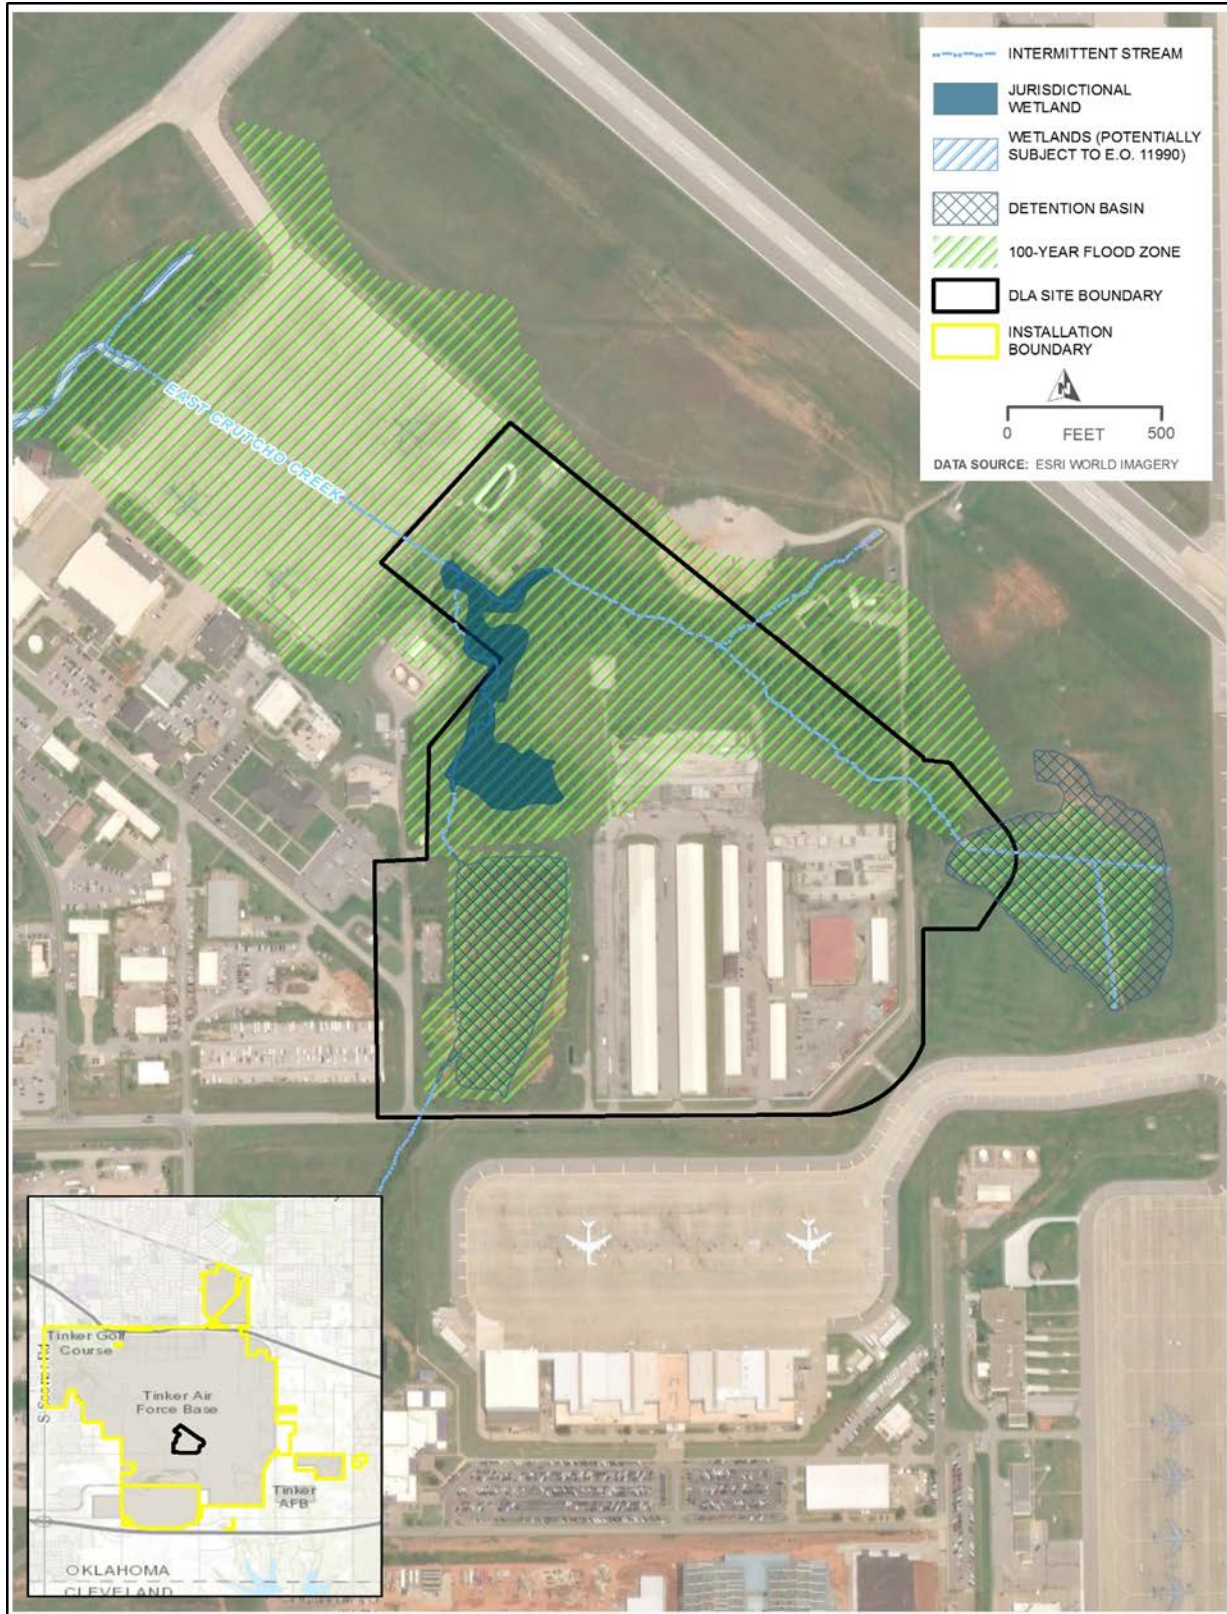 INTERMITTENT STREAM
JURISDICTIONAL
WETLAND
WETLANDS (POTENTIALLY
SUBJECT TO E.O. 11990)
DETENTION BASIN
100-YEAR FLOOD ZONE
DLA SITE BOUNDARY
INSTALLATION
BOUNDARY
N
0 FEET 500
DATA SOURCE: ESRI WORLD IMAGERY
EAST CRUTCHO CREEK
Tinker Golf
Course
Tinker Air
Force Base
Tinker
AFB
OKLAHOMA
CLEVELAND